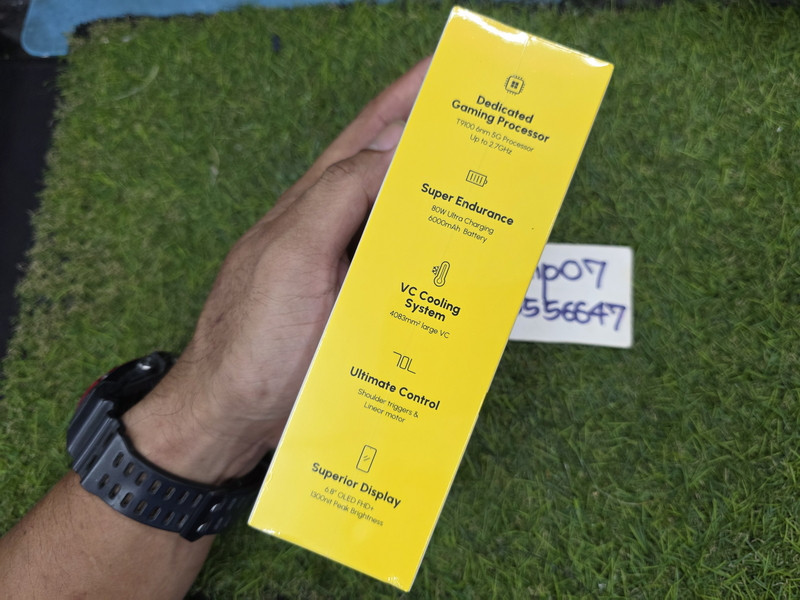 Dedicated
Gaming Processor
T9100 6nm 5G Processor
Up to 2.7GHz
Super Endurance
80W Ultra Charging
6000mAh Battery
VC Cooling
System
4083mm² large VC
Ultimate Control
Shoulder triggers &
Linear motor
Superior Display
6.8" OLED FHD+
1300nit Peak Brightness
p07
556647